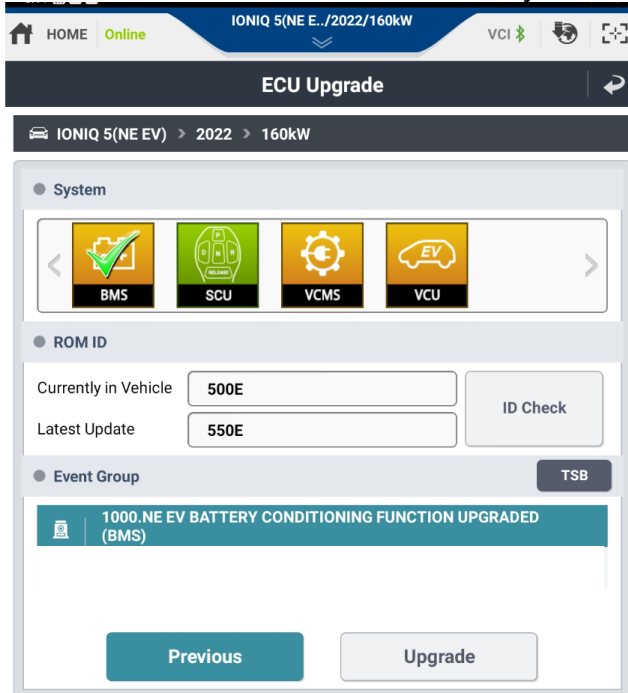 IONIQ 5(NE E../2022/160kW
HOME Online
VCI
ECU Upgrade
IONIQ 5(NE EV) > 2022 > 160kW
System
P
D N R
RELEASE
EV
BMS SCU VCMS VCU
ROM ID
Currently in Vehicle 500E
ID Check
Latest Update 550E
Event Group TSB
1000.NE EV BATTERY CONDITIONING FUNCTION UPGRADED
(BMS)
Previous Upgrade